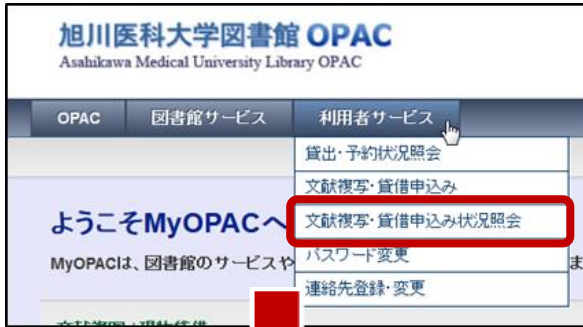 旭川医科大学図書館 OPAC
Asahikawa Medical University Library OPAC
OPAC 図書館サービス 利用者サービス
貸出・予約状況照会
文献複写・貸借申込み
文献複写・貸借申込み状況照会
パスワード変更
連絡先登録・変更
ようこそMyOPACへ
MyOPACは、図書館のサービスや
ま